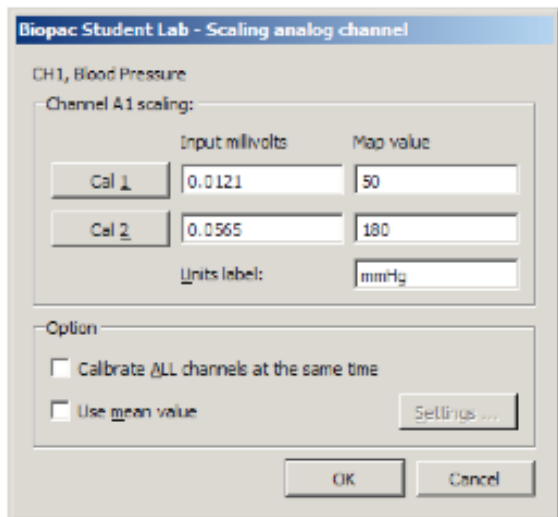 Biopac Student Lab - Scaling analog channel
CH1, Blood Pressure
Channel A1 scaling:
Input millivolts Map value
Cal 1 0.0121 50
Cal 2 0.0565 180
Units label: mmHg
Option
Calibrate ALL channels at the same time
Use mean value Settings ...
OK Cancel